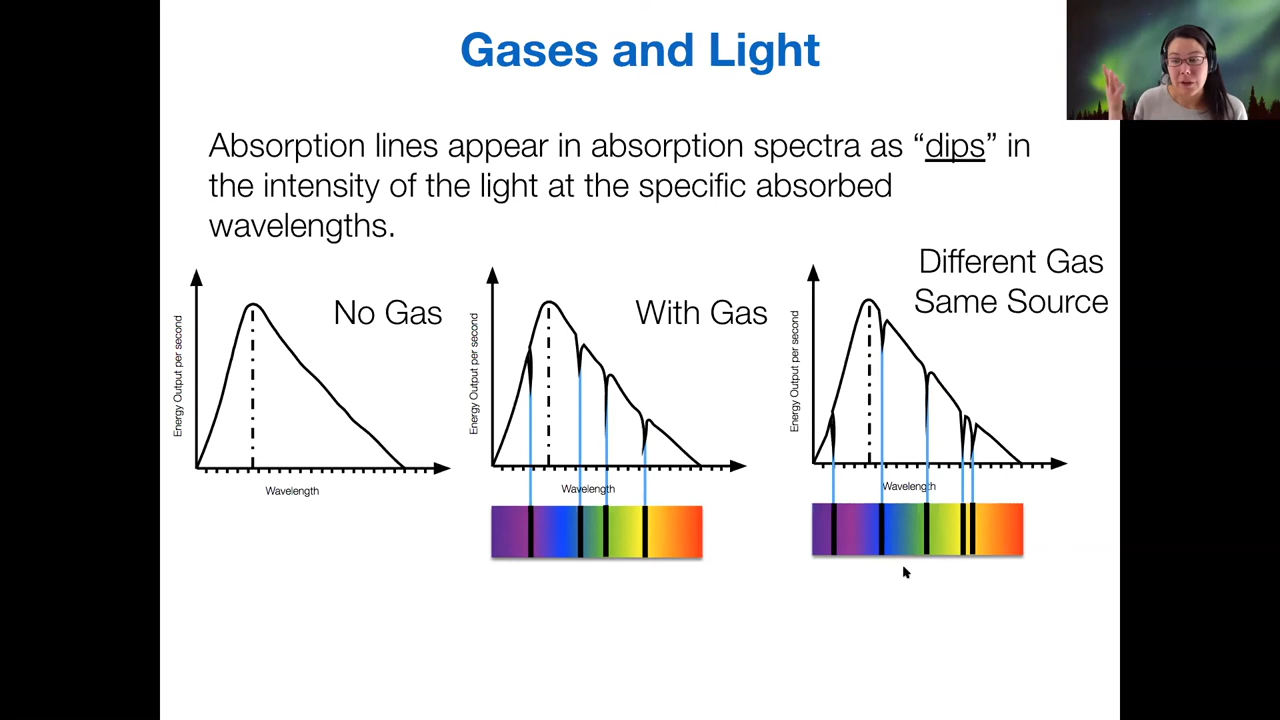 Gases and Light
Absorption lines appear in absorption spectra as “dips” in
the intensity of the light at the specific absorbed
wavelengths.
No Gas
Energy Output per second
Wavelength
With Gas
Energy Output per second
Wavelength
Different Gas
Same Source
Energy Output per second
Wavelength